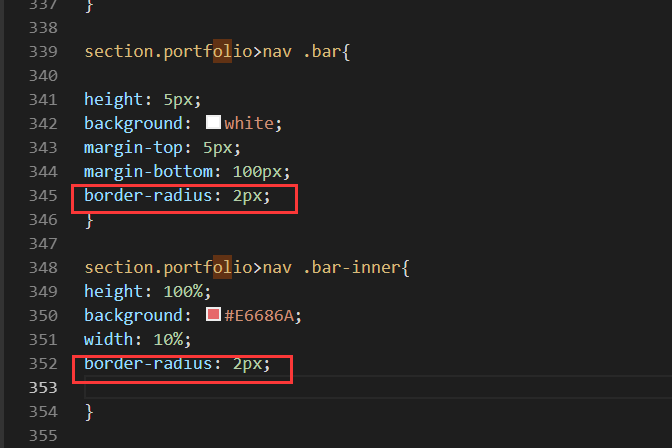 337 }
338
339 section.portfolio>nav .bar{
340
341 height: 5px;
342 background: white;
343 margin-top: 5px;
344 margin-bottom: 100px;
345 border-radius: 2px;
346 }
347
348 section.portfolio>nav .bar-inner{
349 height: 100%;
350 background: #E6686A;
351 width: 10%;
352 border-radius: 2px;
353
354 }
355